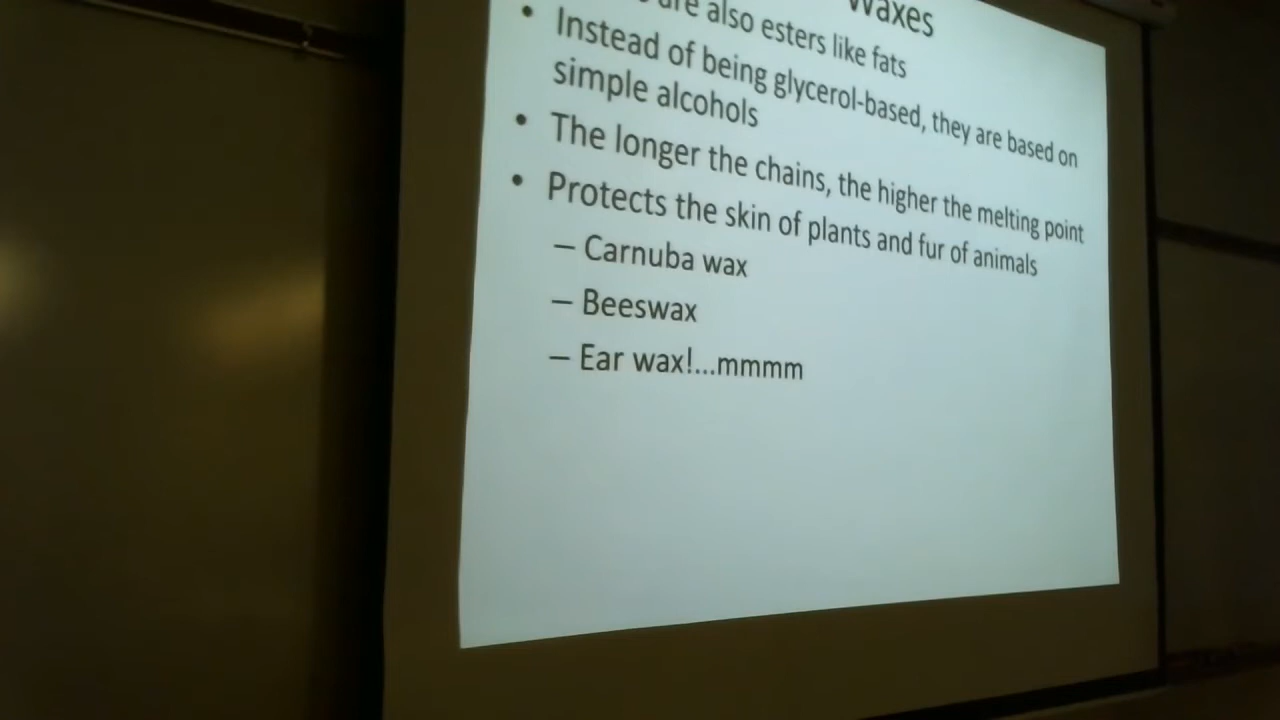 Waxes
are also esters like fats
• Instead of being glycerol-based, they are based on
simple alcohols
• The longer the chains, the higher the melting point
• Protects the skin of plants and fur of animals
– Carnuba wax
– Beeswax
– Ear wax!...mmmm